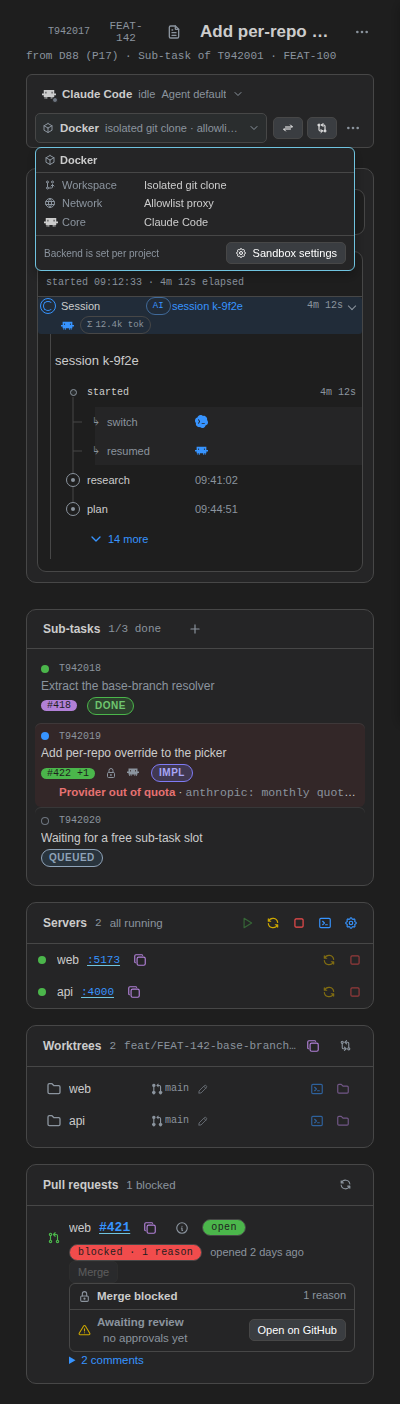 T942017 FEAT-142 Add per-repo …
from D88 (P17) · Sub-task of T942001 · FEAT-100
Claude Code idle Agent default
Docker isolated git clone · allowli…
Docker
Workspace Isolated git clone
Network Allowlist proxy
Core Claude Code
Backend is set per project Sandbox settings
started 09:12:33 · 4m 12s elapsed
Session AI session k-9f2e 4m 12s
Σ 12.4k tok
session k-9f2e
started 4m 12s
↳ switch
↳ resumed
research 09:41:02
plan 09:44:51
14 more
Sub-tasks 1/3 done
T942018
Extract the base-branch resolver
#418 DONE
T942019
Add per-repo override to the picker
#422 +1 IMPL
Provider out of quota · anthropic: monthly quot…
T942020
Waiting for a free sub-task slot
QUEUED
Servers 2 all running
web :5173
api :4000
Worktrees 2 feat/FEAT-142-base-branch…
web main
api main
Pull requests 1 blocked
web #421 open
blocked · 1 reason opened 2 days ago
Merge
Merge blocked 1 reason
Awaiting review
no approvals yet
Open on GitHub
2 comments